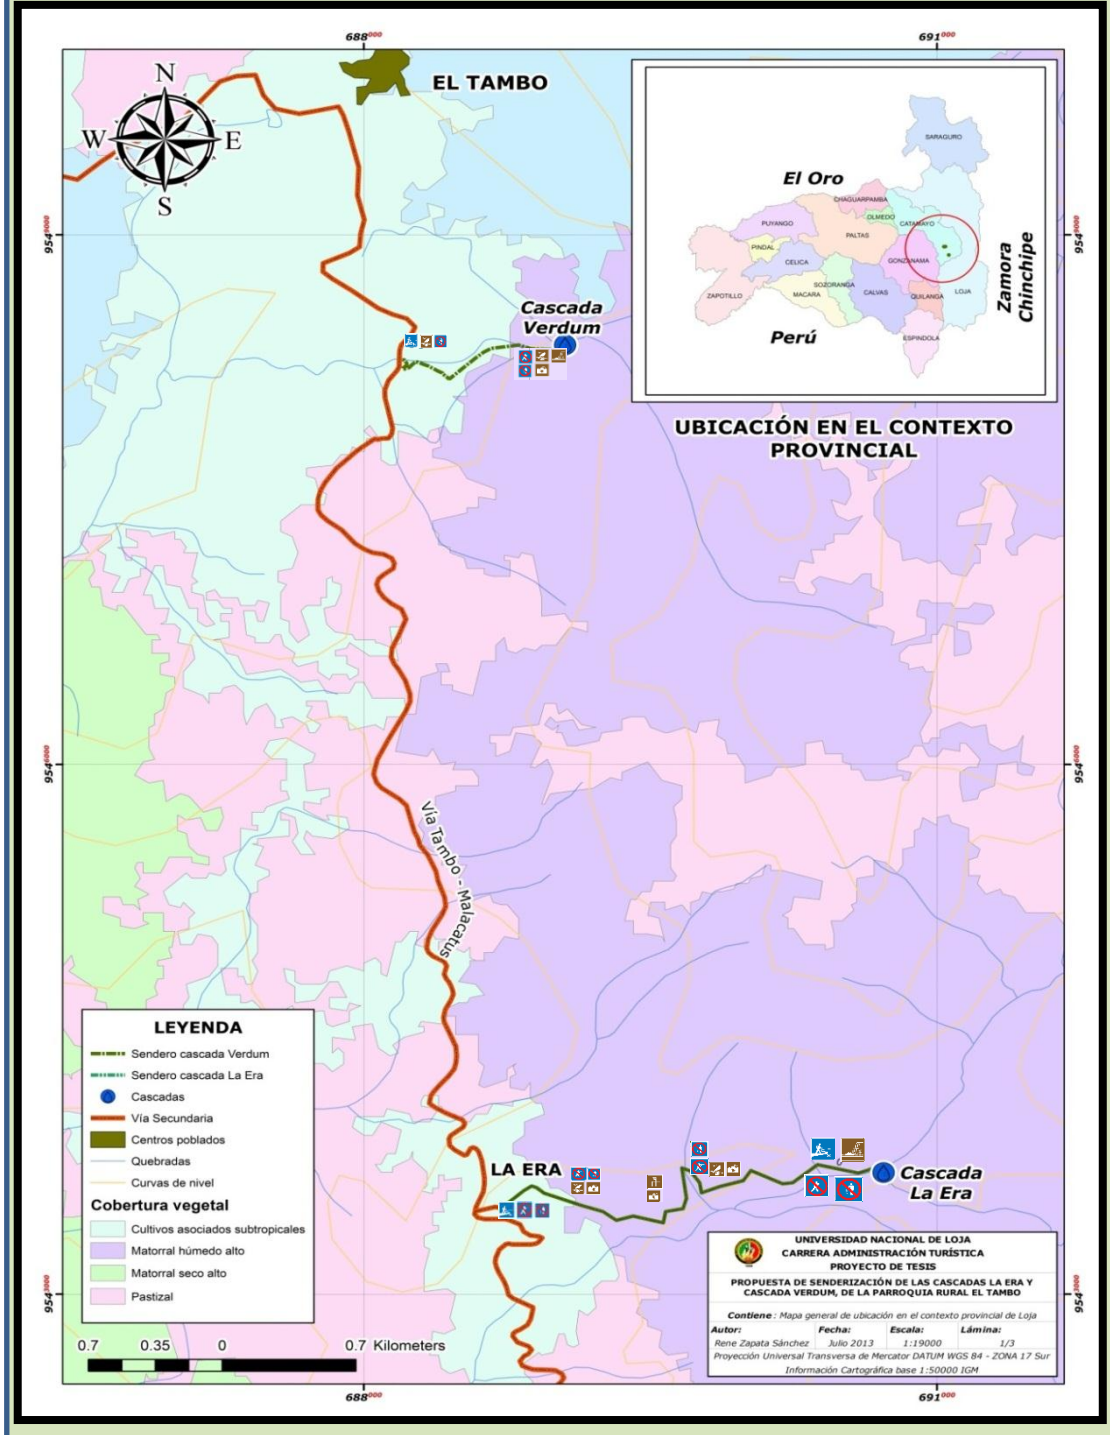 688000
691000
N
W
E
S
EL TAMBO
SARAGURO
El Oro
CHAGUARPAMBA
OLMEDO
CATAMAYO
PUYANGO
PALTAS
PINDAL
CELICA
GONZANAMA
SOZORANGA
ZAPOTILLO
MACARA
CALVAS
QUILANGA
LOJA
ESPINDOLA
Perú
Zamora
Chinchipe
9549000
9549000
Cascada
Verdum
UBICACIÓN EN EL CONTEXTO
PROVINCIAL
9546000
9546000
Vía Tambo - Malacatus
LEYENDA
Sendero cascada Verdum
Sendero cascada La Era
Cascadas
Vía Secundaria
Centros poblados
Quebradas
Curvas de nivel
Cobertura vegetal
Cultivos asociados subtropicales
Matorral húmedo alto
Matorral seco alto
Pastizal
LA ERA
Cascada
La Era
9543000
9543000
0.7 0.35 0 0.7 Kilometers
UNIVERSIDAD NACIONAL DE LOJA
CARRERA ADMINISTRACIÓN TURÍSTICA
PROYECTO DE TESIS
PROPUESTA DE SENDERIZACIÓN DE LAS CASCADAS LA ERA Y
CASCADA VERDUM, DE LA PARROQUIA RURAL EL TAMBO
Contiene : Mapa general de ubicación en el contexto provincial de Loja
Autor: Fecha: Escala: Lámina:
Rene Zapata Sánchez Julio 2013 1:19000 1/3
Proyección Universal Transversa de Mercator DATUM WGS 84 - ZONA 17 Sur
Información Cartográfica base 1:50000 IGM
688000
691000